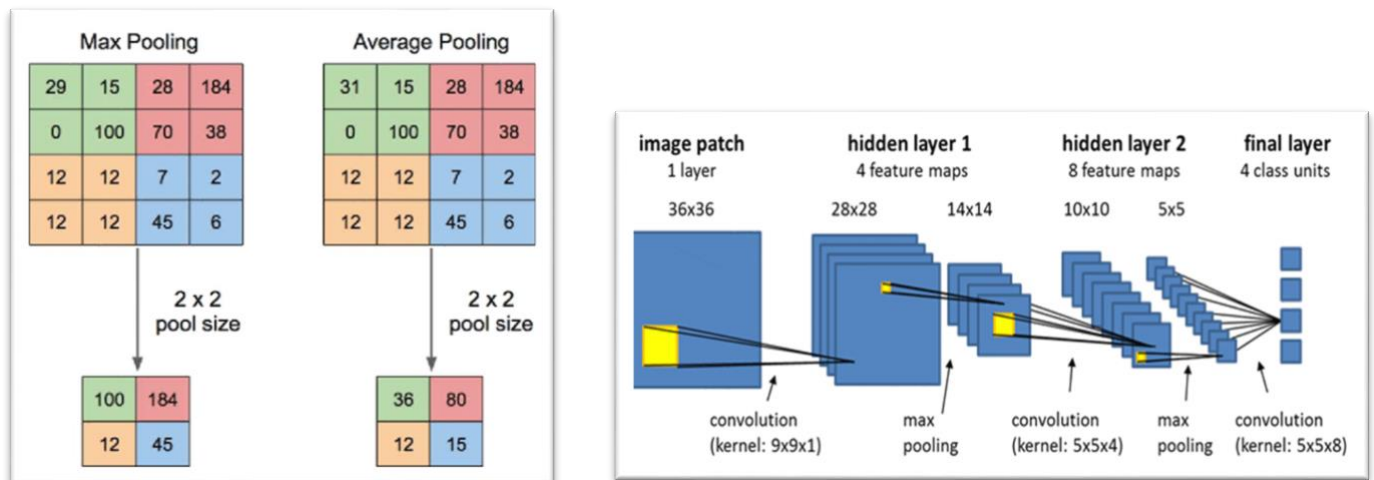 Max Pooling
29 15 28 184
0 100 70 38
12 12 7 2
12 12 45 6
2 x 2
pool size
100 184
12 45
Average Pooling
31 15 28 184
0 100 70 38
12 12 7 2
12 12 45 6
2 x 2
pool size
36 80
12 15
image patch
1 layer
36x36
hidden layer 1
4 feature maps
28x28 14x14
hidden layer 2
8 feature maps
10x10 5x5
final layer
4 class units
convolution
(kernel: 9x9x1)
max
pooling
convolution
(kernel: 5x5x4)
max
pooling
convolution
(kernel: 5x5x8)